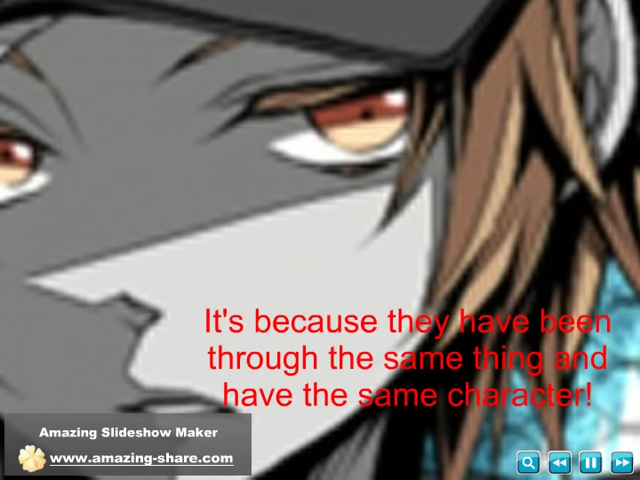 It's because they have been
through the same thing and
have the same character!
Amazing Slideshow Maker
www.amazing-share.com